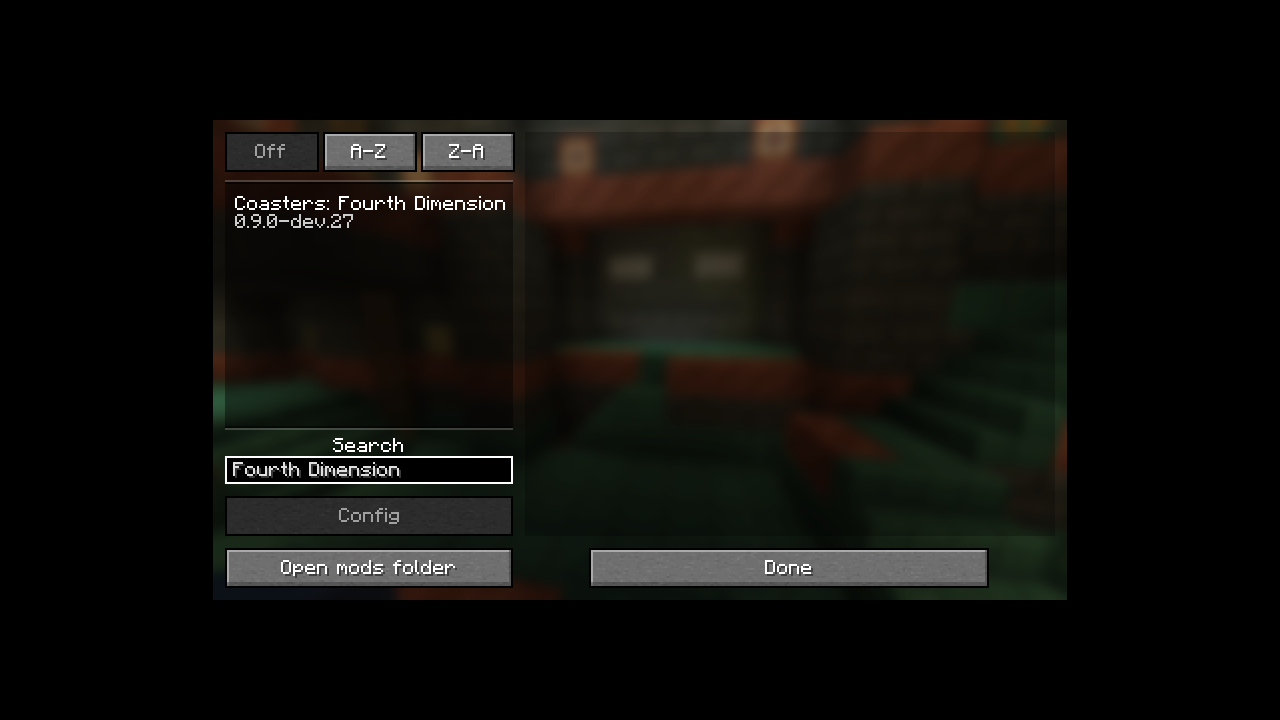 Off
A-Z
Z-A
Coasters: Fourth Dimension
0.9.0-dev.27
Search
Fourth Dimension
Config
Open mods folder
Done